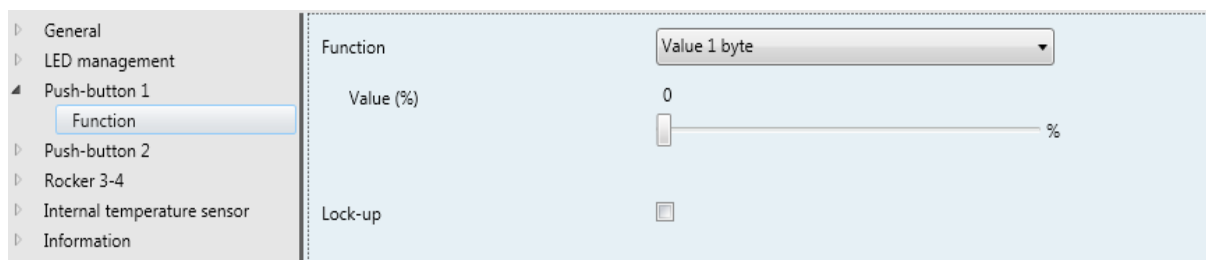 General
LED management
Push-button 1
Function
Push-button 2
Rocker 3-4
Internal temperature sensor
Information
Function
Value 1 byte
Value (%)
0
%
Lock-up